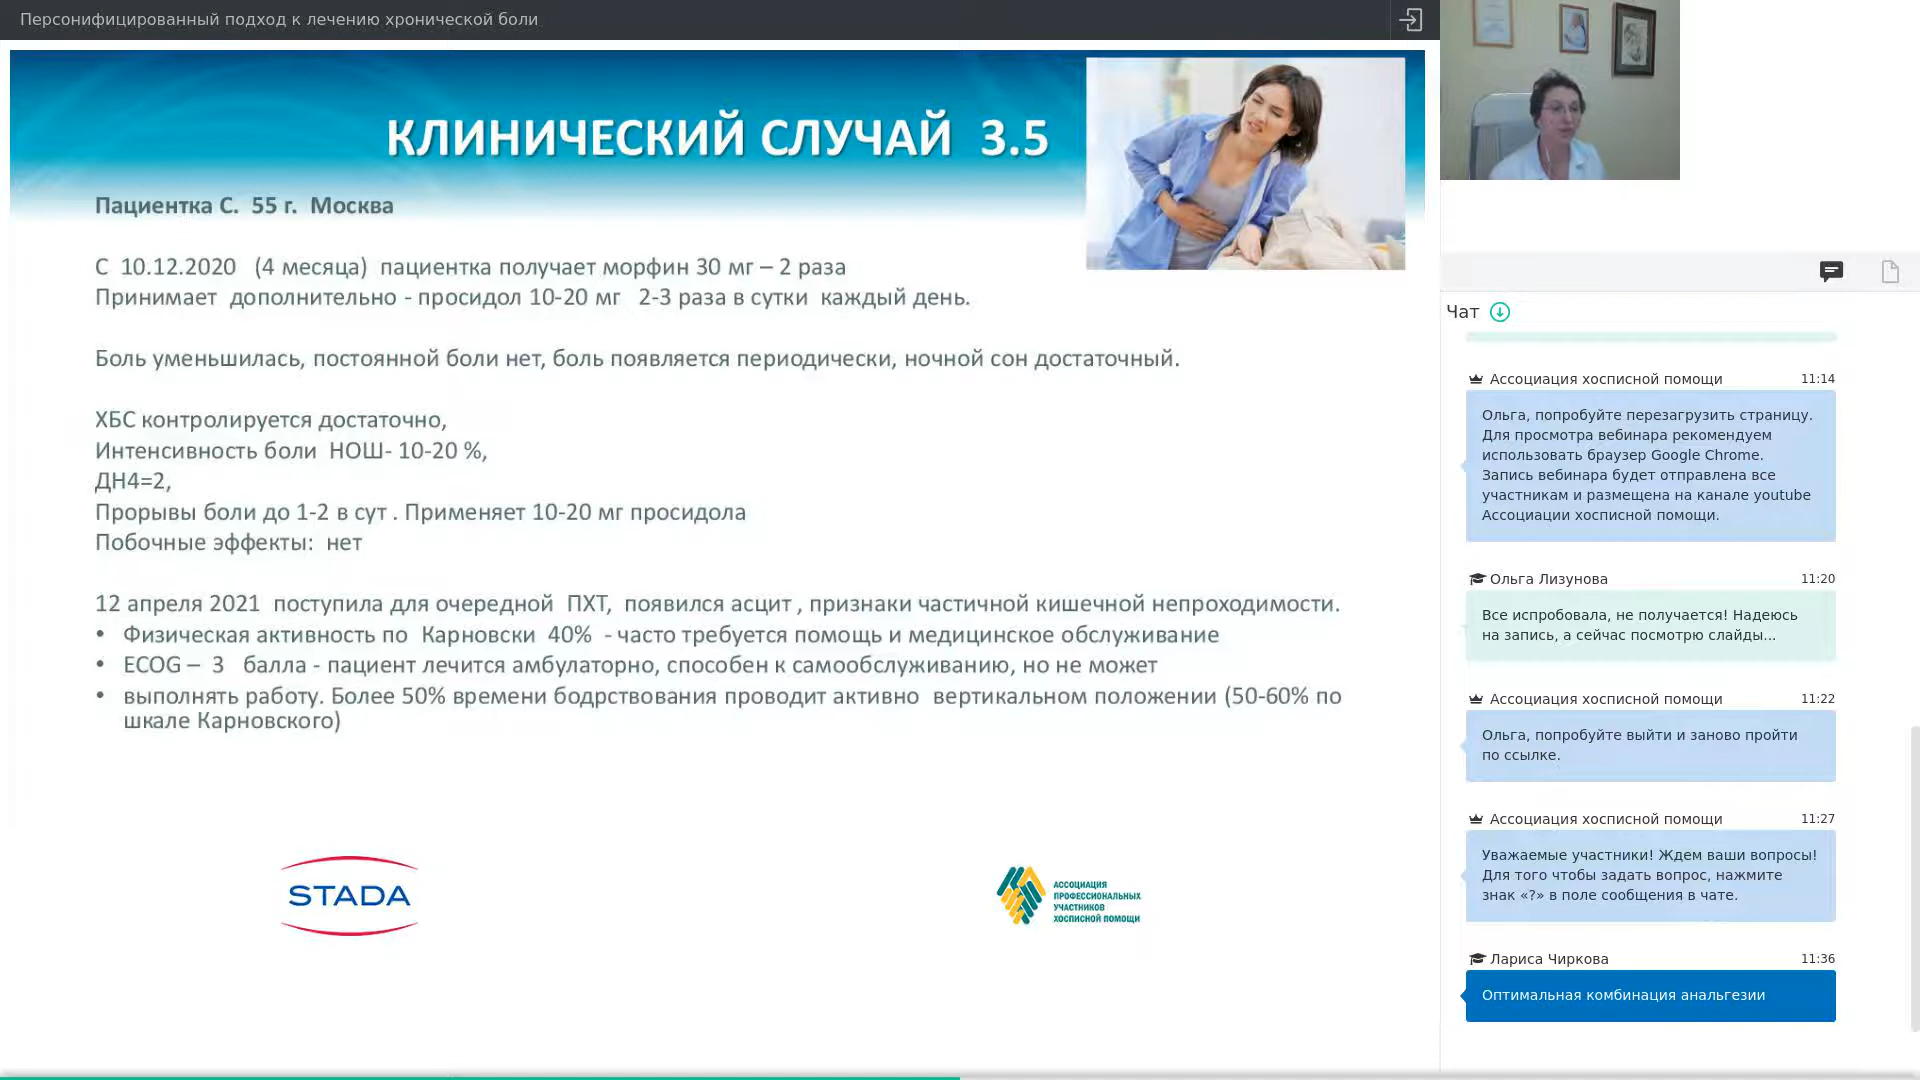 Персонифицированный подход к лечению хронической боли
КЛИНИЧЕСКИЙ СЛУЧАЙ 3.5
Пациентка С. 55 г. Москва
С 10.12.2020 (4 месяца) пациентка получает морфин 30 мг – 2 раза
Принимает дополнительно - просидол 10-20 мг 2-3 раза в сутки каждый день.
Боль уменьшилась, постоянной боли нет, боль появляется периодически, ночной сон достаточный.
ХБС контролируется достаточно,
Интенсивность боли НОШ- 10-20 %,
ДН4=2,
Прорывы боли до 1-2 в сут . Применяет 10-20 мг просидола
Побочные эффекты: нет
12 апреля 2021 поступила для очередной ПХТ, появился асцит , признаки частичной кишечной непроходимости.
• Физическая активность по Карновски 40% - часто требуется помощь и медицинское обслуживание
• ECOG – 3 балла - пациент лечится амбулаторно, способен к самообслуживанию, но не может
• выполнять работу. Более 50% времени бодрствования проводит активно вертикальном положении (50-60% по
шкале Карновского)
STADA
АССОЦИАЦИЯ
ПРОФЕССИОНАЛЬНЫХ
УЧАСТНИКОВ
ХОСПИСНОЙ ПОМОЩИ
Чат
Ассоциация хосписной помощи 11:14
Ольга, попробуйте перезагрузить страницу.
Для просмотра вебинара рекомендуем
использовать браузер Google Chrome.
Запись вебинара будет отправлена все
участникам и размещена на канале youtube
Ассоциации хосписной помощи.
Ольга Лизунова 11:20
Все испробовала, не получается! Надеюсь
на запись, а сейчас посмотрю слайды...
Ассоциация хосписной помощи 11:22
Ольга, попробуйте выйти и заново пройти
по ссылке.
Ассоциация хосписной помощи 11:27
Уважаемые участники! Ждем ваши вопросы!
Для того чтобы задать вопрос, нажмите
знак «?» в поле сообщения в чате.
Лариса Чиркова 11:36
Оптимальная комбинация анальгезии